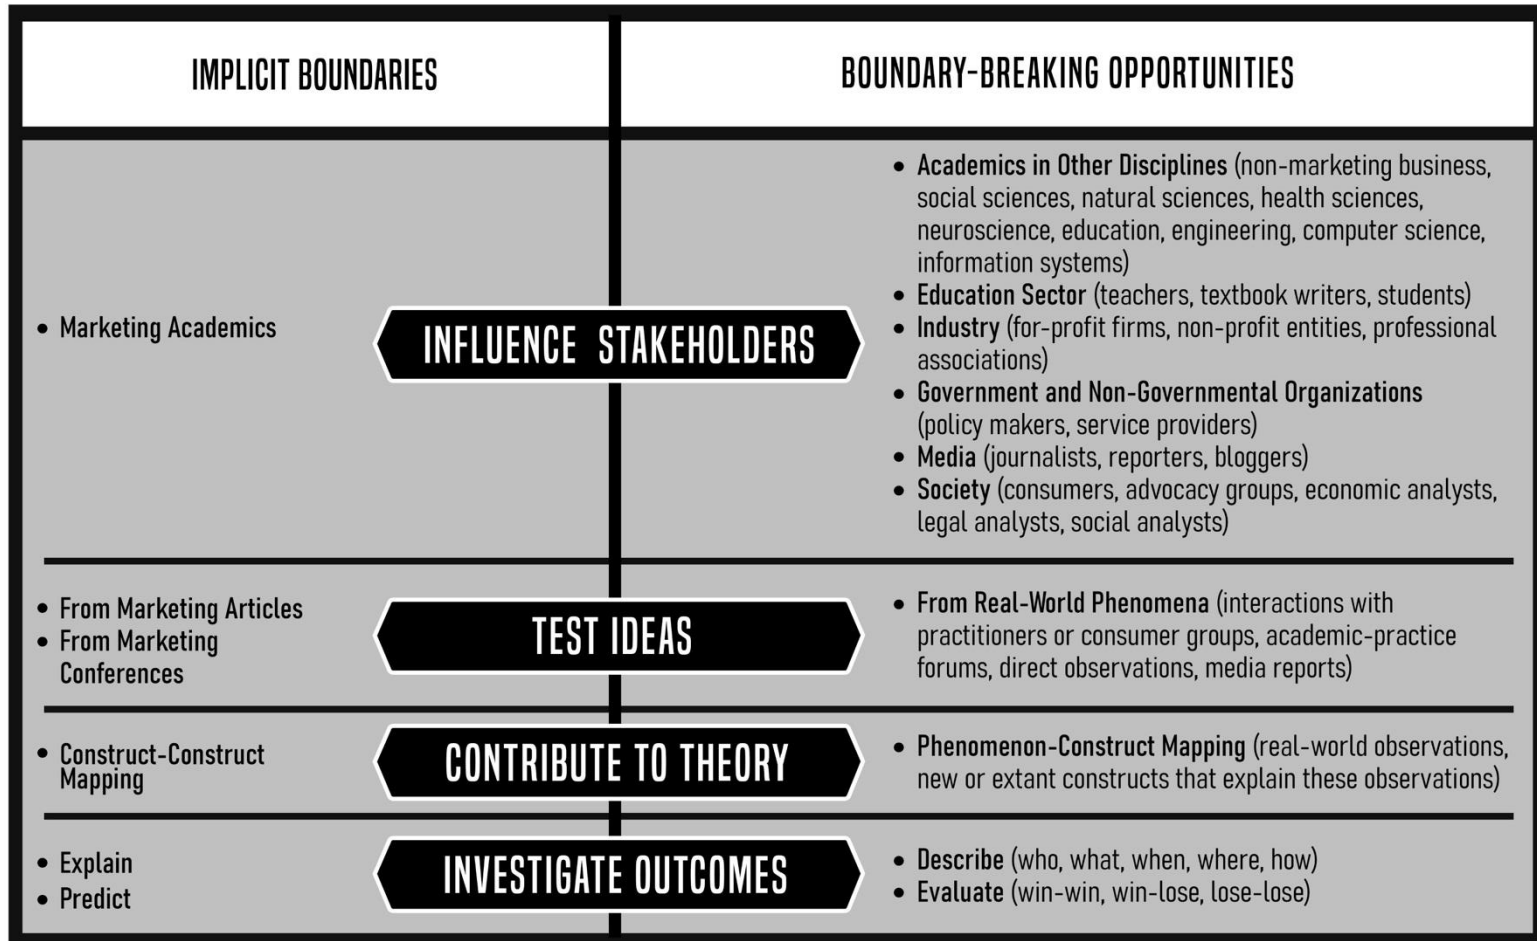 IMPLICIT BOUNDARIES
BOUNDARY-BREAKING OPPORTUNITIES
• Marketing Academics
INFLUENCE STAKEHOLDERS
• Academics in Other Disciplines (non-marketing business,
social sciences, natural sciences, health sciences,
neuroscience, education, engineering, computer science,
information systems)
• Education Sector (teachers, textbook writers, students)
• Industry (for-profit firms, non-profit entities, professional
associations)
• Government and Non-Governmental Organizations
(policy makers, service providers)
• Media (journalists, reporters, bloggers)
• Society (consumers, advocacy groups, economic analysts,
legal analysts, social analysts)
• From Marketing Articles
• From Marketing
Conferences
TEST IDEAS
• From Real-World Phenomena (interactions with
practitioners or consumer groups, academic-practice
forums, direct observations, media reports)
• Construct-Construct
Mapping
CONTRIBUTE TO THEORY
• Phenomenon-Construct Mapping (real-world observations,
new or extant constructs that explain these observations)
• Explain
• Predict
INVESTIGATE OUTCOMES
• Describe (who, what, when, where, how)
• Evaluate (win-win, win-lose, lose-lose)